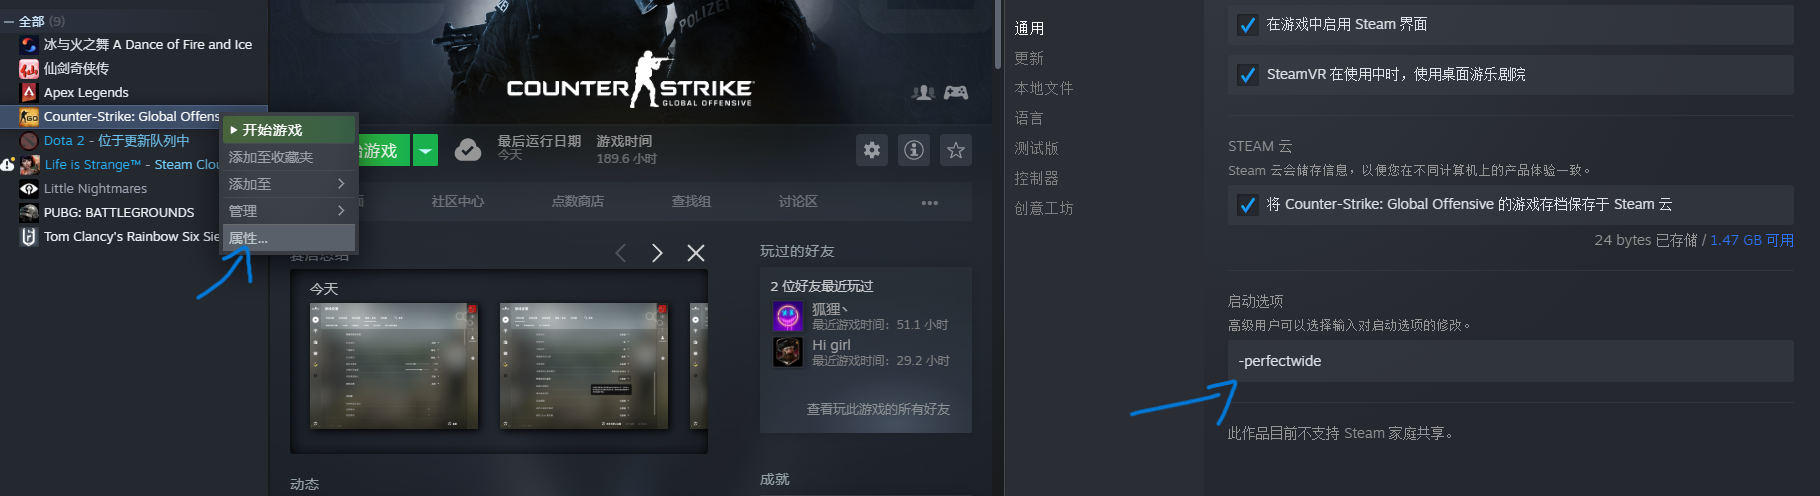 全部 (9)
冰与火之舞 A Dance of Fire and Ice
仙剑奇侠传
Apex Legends
Counter-Strike: Global Offens
Dota 2 - 位于更新队列中
Life is Strange™ - Steam Clou
Little Nightmares
PUBG: BATTLEGROUNDS
Tom Clancy's Rainbow Six Sie
开始游戏
添加至收藏夹
添加至
管理
属性...
POLIZEI
COUNTER STRIKE
GLOBAL OFFENSIVE
游戏
最后运行日期
今天
游戏时间
189.6 小时
社区中心
点数商店
查找组
讨论区
今天
动态
玩过的好友
2 位好友最近玩过
狐狸丶
最近游戏时间：51.1 小时
Hi girl
最近游戏时间：29.2 小时
查看玩此游戏的所有好友
成就
通用
更新
本地文件
语言
测试版
控制器
创意工坊
在游戏中启用 Steam 界面
SteamVR 在使用中时，使用桌面游乐剧院
STEAM 云
Steam 云会储存信息，以便您在不同计算机上的产品体验一致。
将 Counter-Strike: Global Offensive 的游戏存档保存于 Steam 云
24 bytes 已存储 / 1.47 GB 可用
启动选项
高级用户可以选择输入对启动选项的修改。
-perfectwide
此作品目前不支持 Steam 家庭共享。